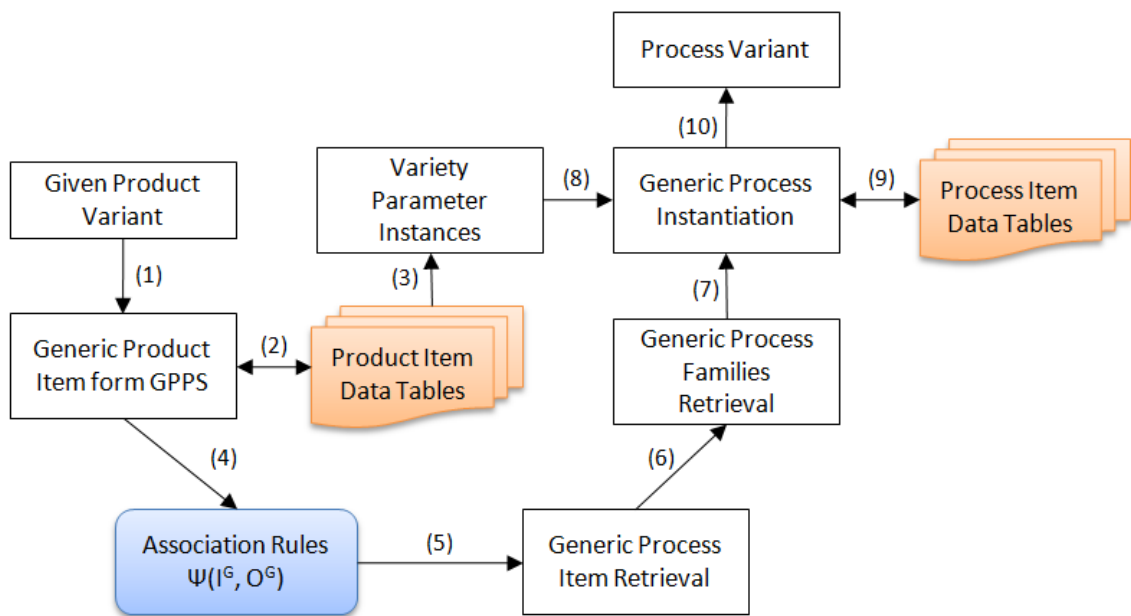 Process Variant
(10)
Given Product
Variant
Variety
Parameter
Instances
(8)
Generic Process
Instantiation
(9)
Process Item
Data Tables
(1)
(3)
(7)
Generic Product
Item form GPPS
(2)
Product Item
Data Tables
Generic Process
Families
Retrieval
(4)
(6)
Association Rules
Ψ(Iᴳ, Oᴳ)
(5)
Generic Process
Item Retrieval